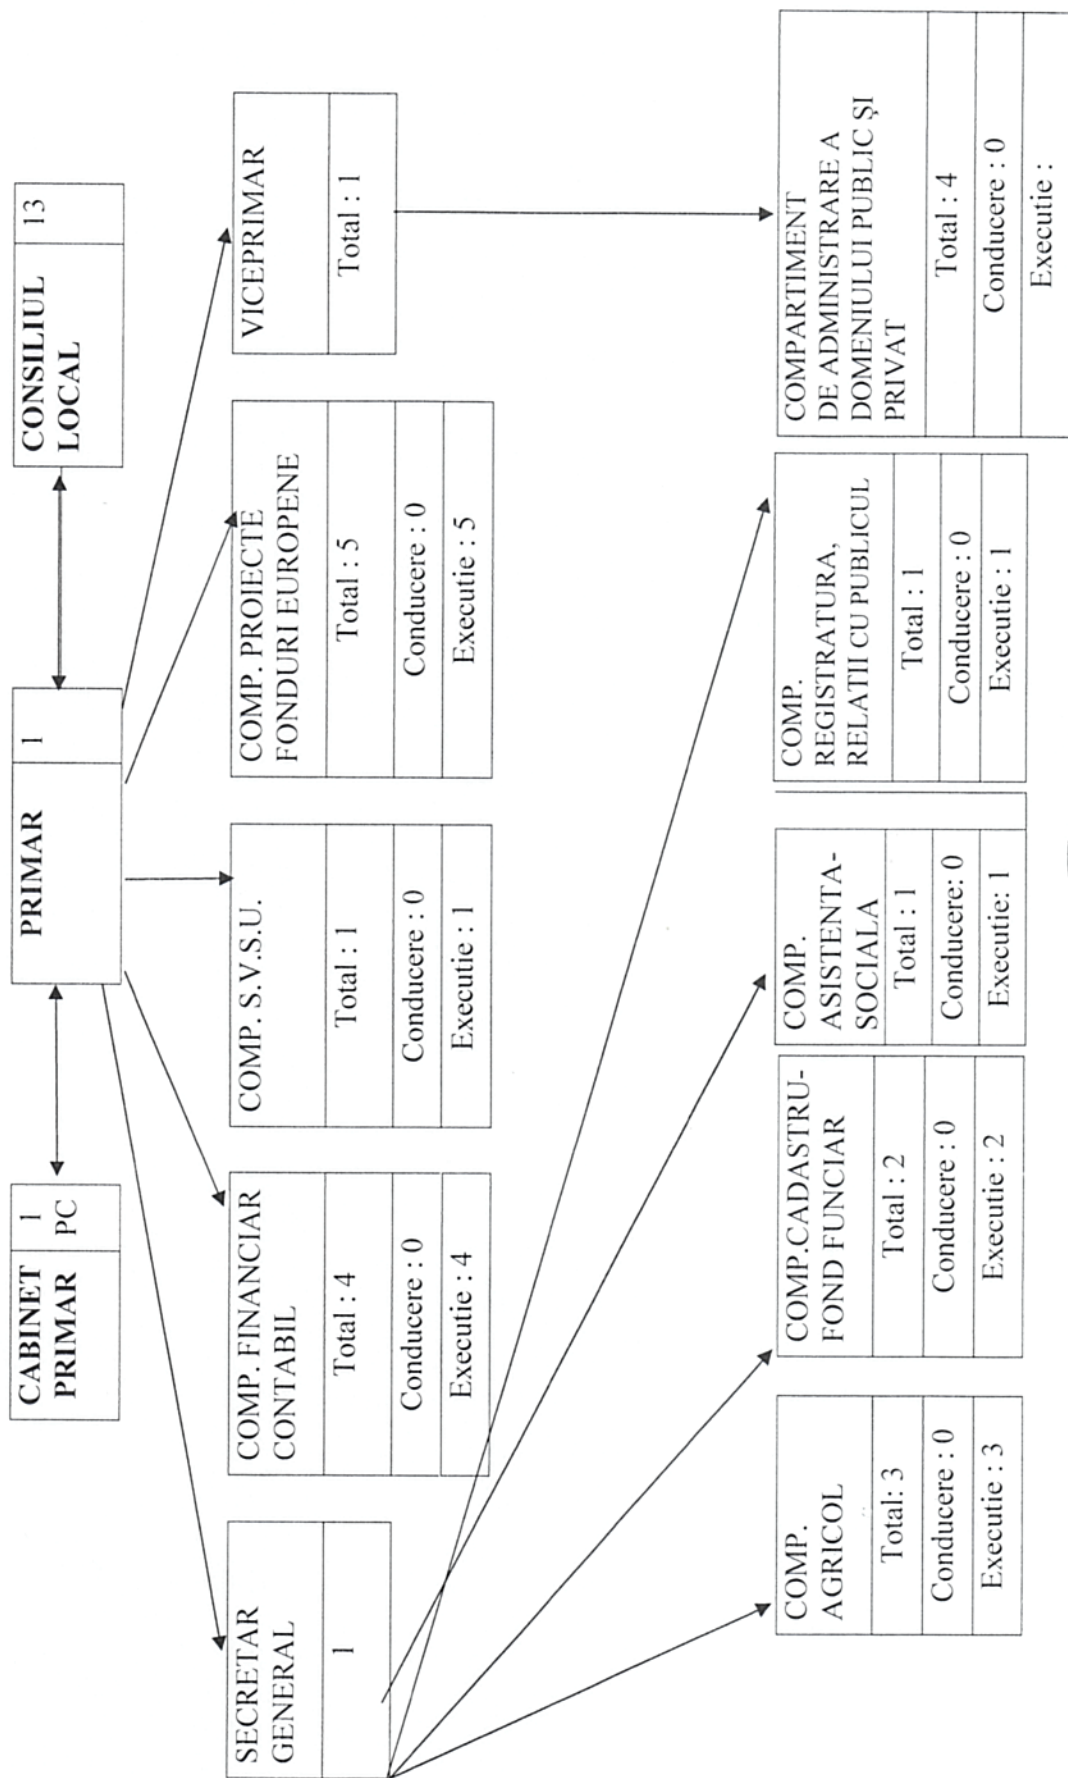 CABINET 1
PRIMAR PC
PRIMAR 1
CONSILIUL 13
LOCAL
SECRETAR
GENERAL
1
COMP. FINANCIAR
CONTABIL
Total : 4
Conducere : 0
Executie : 4
COMP. S.V.S.U.
Total : 1
Conducere : 0
Executie : 1
COMP. PROIECTE
FONDURI EUROPENE
Total : 5
Conducere : 0
Executie : 5
VICEPRIMAR
Total : 1
COMP.
AGRICOL
Total: 3
Conducere : 0
Executie : 3
COMP.CADASTRU-
FOND FUNCIAR
Total : 2
Conducere : 0
Executie : 2
COMP.
ASISTENTA-
SOCIALA
Total : 1
Conducere: 0
Executie: 1
COMP.
REGISTRATURA,
RELATII CU PUBLICUL
Total : 1
Conducere : 0
Executie : 1
COMPARTIMENT
DE ADMINISTRARE A
DOMENIULUI PUBLIC ȘI
PRIVAT
Total : 4
Conducere : 0
Executie :